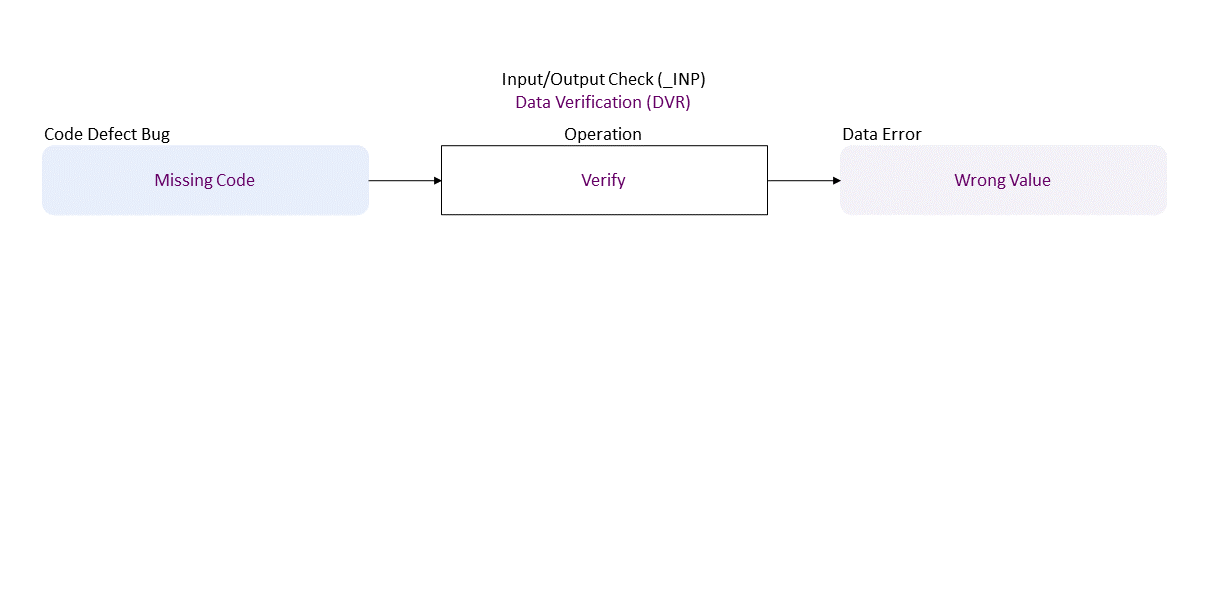 Input/Output Check (_INP)
Data Verification (DVR)
Code Defect Bug
Operation
Data Error
Missing Code
Verify
Wrong Value